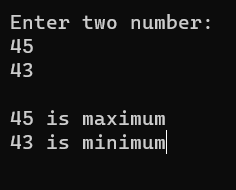 Enter two number:
45
43
45 is maximum
43 is minimum